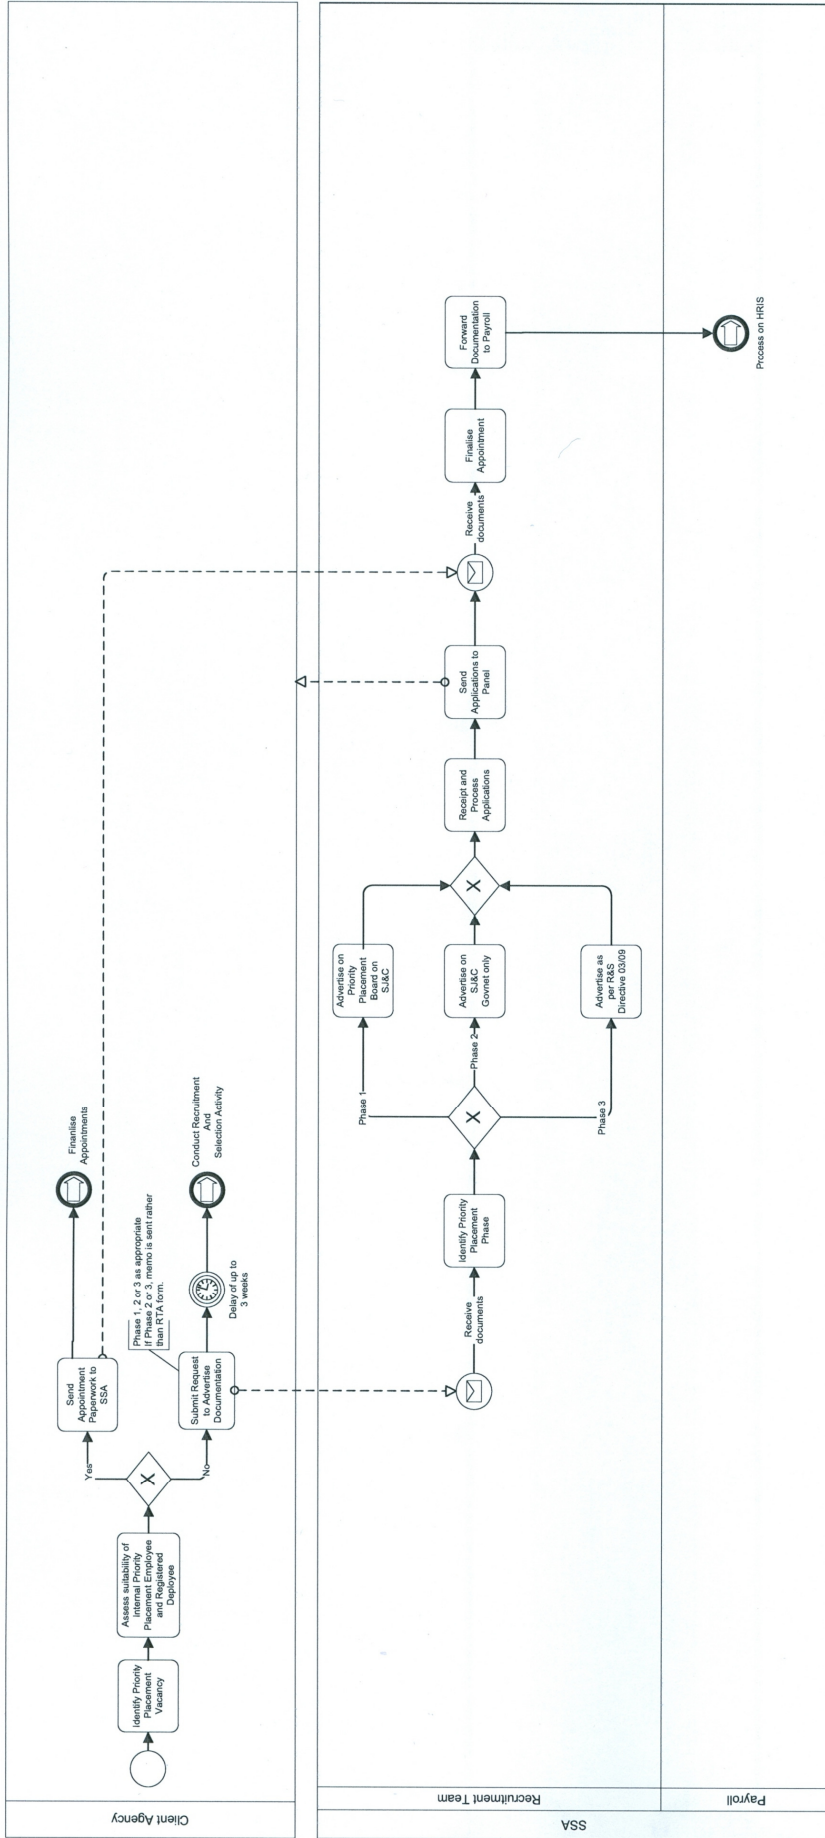 Client Agency
Identify Priority
Placement
Vacancy
Assess suitability of
internal Priority
Placement Employee
and Registered
Deployee
X
Yes
No
Send
Appointment
Paperwork to
SSA
Finanlise
Appointments
Phase 1, 2 or 3 as appropriate
If Phase 2 or 3, memo is sent rather
than RTA form.
Submit Request
to Advertise
Documentation
Delay of up to
3 weeks
Conduct Recruitment
And
Selection Activity
SSA
Recruitment Team
Receive
documents
Identify Priority
Placement
Phase
X
Phase 1
Phase 2
Phase 3
Advertise on
Priority
Placement
Board on
SJ&C
Advertise on
SJ&C
Govnet only
Advertise as
per R&S
Directive 03/09
X
Receipt and
Process
Applications
Send
Applications to
Panel
Receive
documents
Finalise
Appointment
Forward
Documentation
to Payroll
Payroll
Process on HRIS